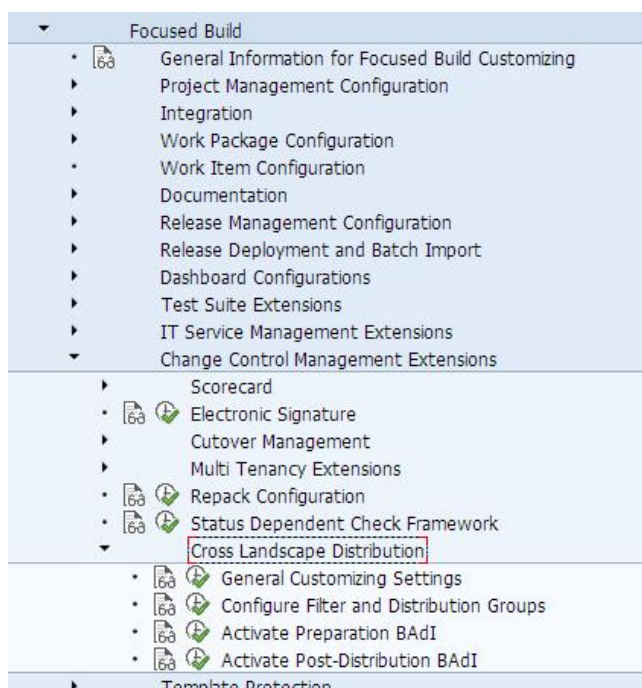 Focused Build
General Information for Focused Build Customizing
Project Management Configuration
Integration
Work Package Configuration
Work Item Configuration
Documentation
Release Management Configuration
Release Deployment and Batch Import
Dashboard Configurations
Test Suite Extensions
IT Service Management Extensions
Change Control Management Extensions
Scorecard
Electronic Signature
Cutover Management
Multi Tenancy Extensions
Repack Configuration
Status Dependent Check Framework
Cross Landscape Distribution
General Customizing Settings
Configure Filter and Distribution Groups
Activate Preparation BAdI
Activate Post-Distribution BAdI
Template Protection